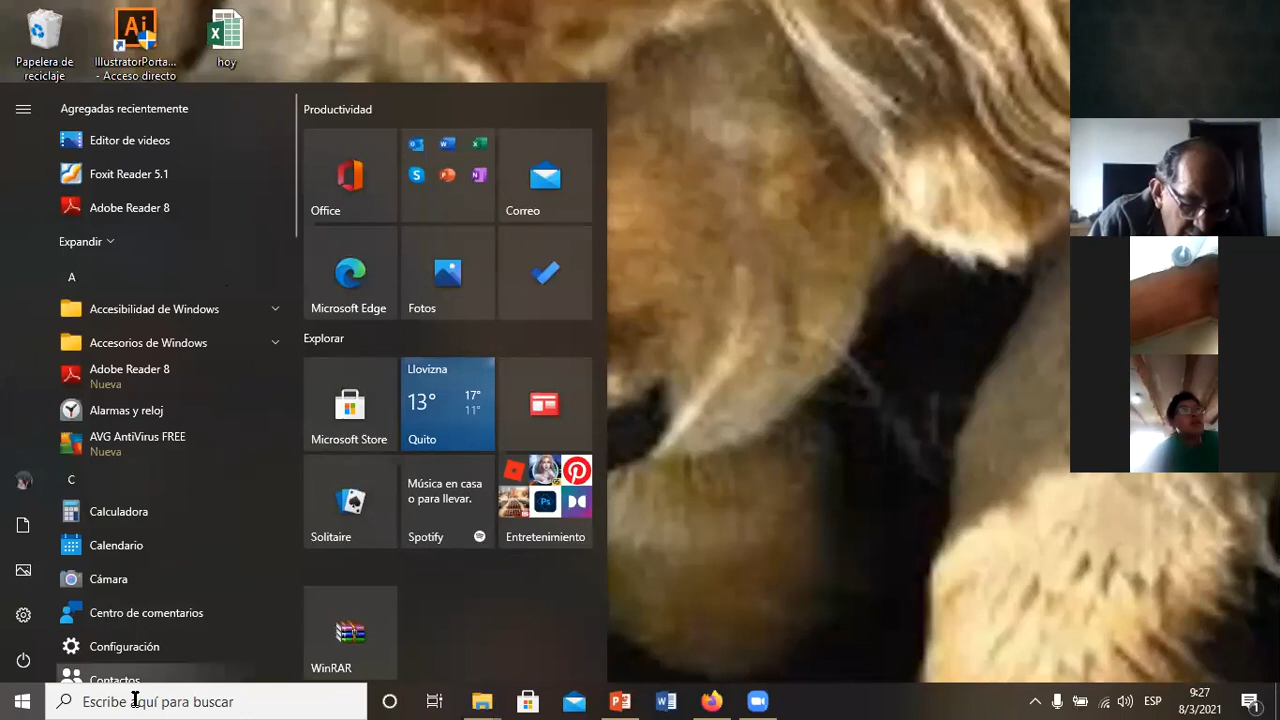 Papelera de
reciclaje
IllustratorPorta...
- Acceso directo
hoy
Agregadas recientemente
Editor de videos
Foxit Reader 5.1
Adobe Reader 8
Expandir
A
Accesibilidad de Windows
Accesorios de Windows
Adobe Reader 8
Nueva
Alarmas y reloj
AVG AntiVirus FREE
Nueva
C
Calculadora
Calendario
Cámara
Centro de comentarios
Configuración
Contactos
Productividad
Office
Correo
Microsoft Edge
Fotos
Explorar
Microsoft Store
Llovizna
13°
17°
11°
Quito
Solitaire
Música en casa
o para llevar.
Spotify
Ps
Entretenimiento
WinRAR
Escribe aquí para buscar
ESP
9:27
8/3/2021
1